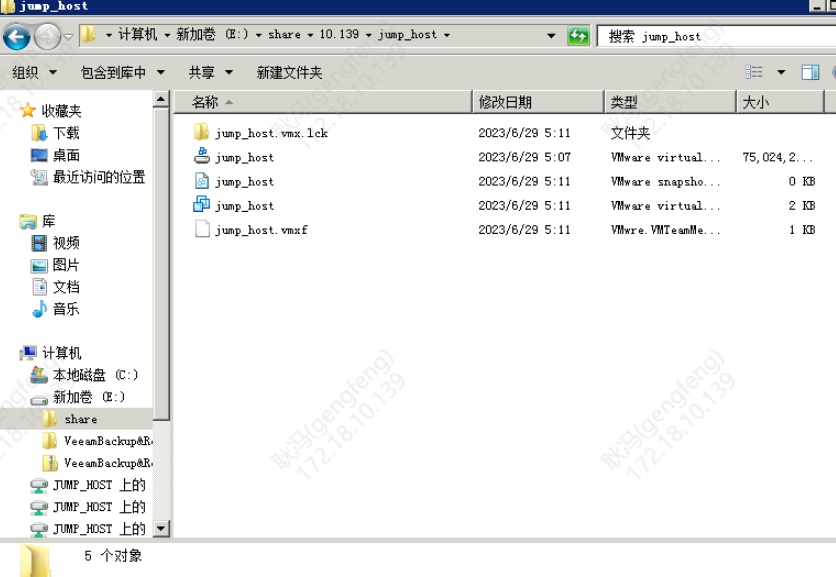 jump_host
计算机 新加卷 (E:) share 10.139 jump_host
搜索 jump_host
组织 包含到库中 共享 新建文件夹
名称 修改日期 类型 大小
jump_host.vmx.lck 2023/6/29 5:11 文件夹
jump_host 2023/6/29 5:07 VMware virtual... 75,024,2...
jump_host 2023/6/29 5:11 VMware snapsho... 0 KB
jump_host 2023/6/29 5:11 VMware virtual... 2 KB
jump_host.vmxf 2023/6/29 5:11 VMwre.VMTeamMe... 1 KB
收藏夹
下载
桌面
最近访问的位置
库
视频
图片
文档
音乐
计算机
本地磁盘 (C:)
新加卷 (E:)
share
VeeamBackup&R
VeeamBackup&R
JUMP_HOST 上的
JUMP_HOST 上的
JUMP_HOST 上的
5 个对象
耿冯(gengfeng)
172.18.10.139
耿冯(gengfeng)
172.18.10.139